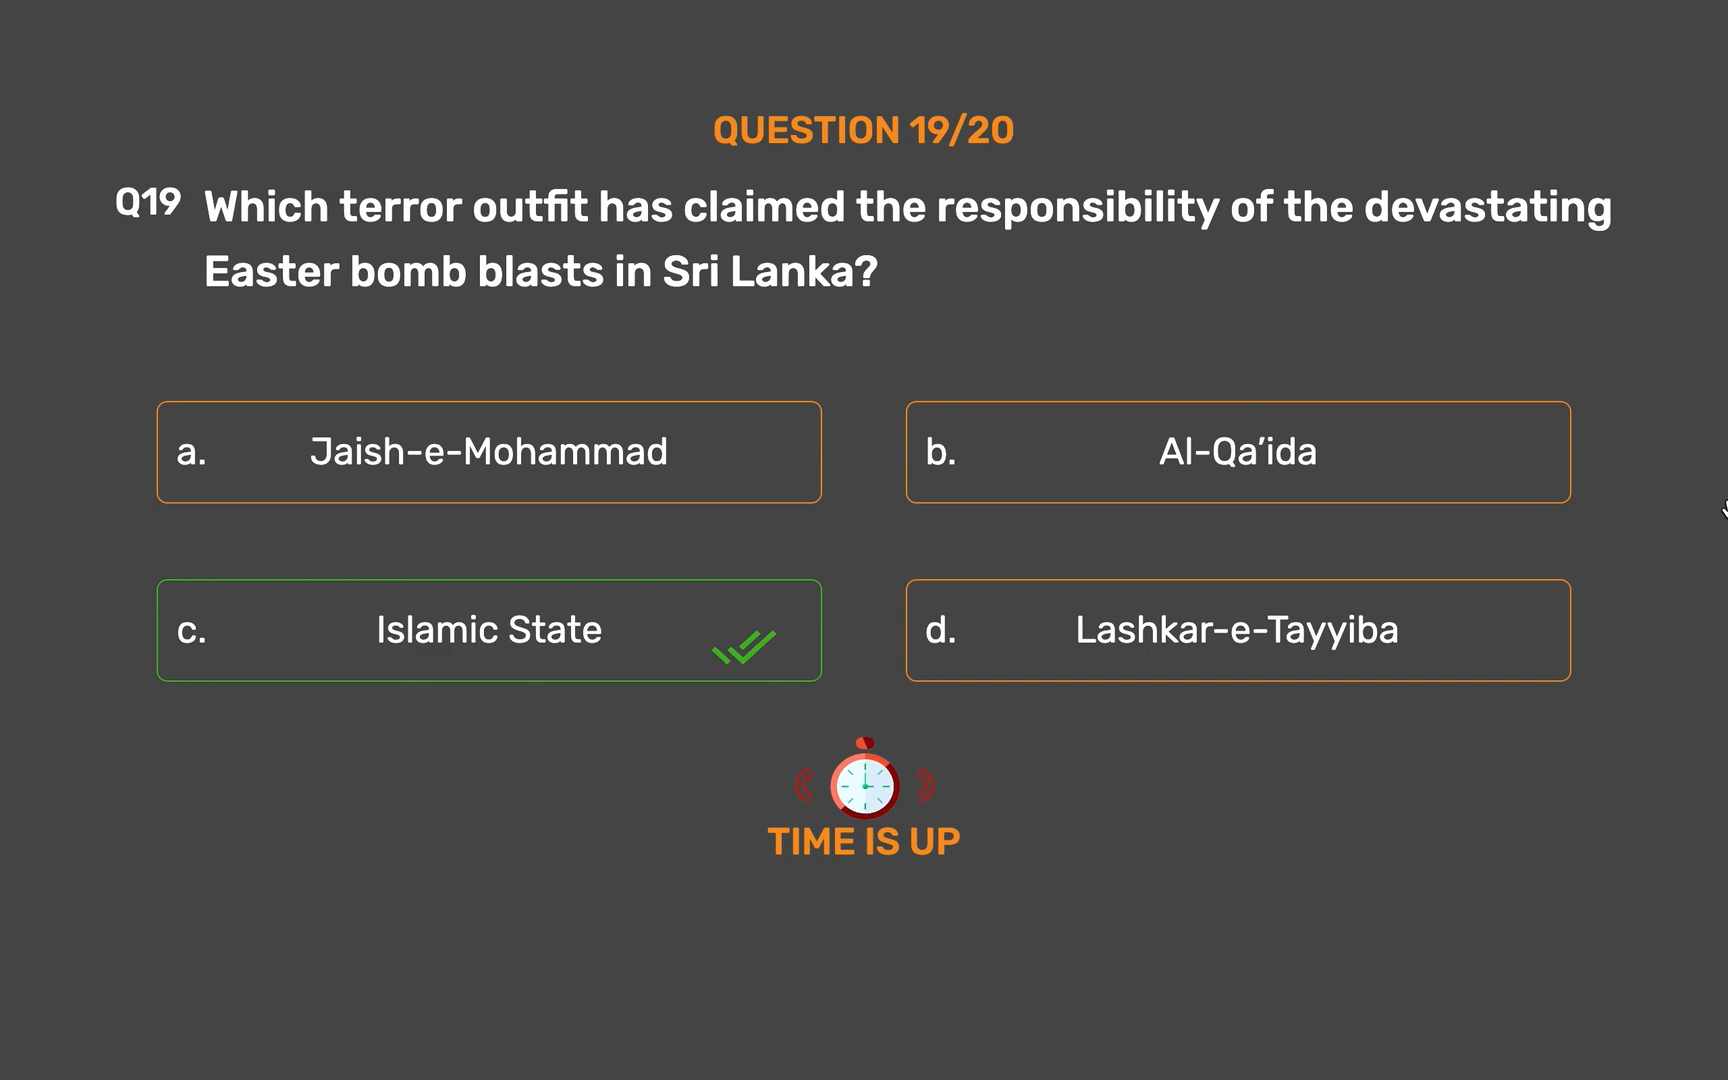 QUESTION 19/20
Q19 Which terror outfit has claimed the responsibility of the devastating
Easter bomb blasts in Sri Lanka?
a. Jaish-e-Mohammad
b. Al-Qa’ida
c. Islamic State
d. Lashkar-e-Tayyiba
TIME IS UP